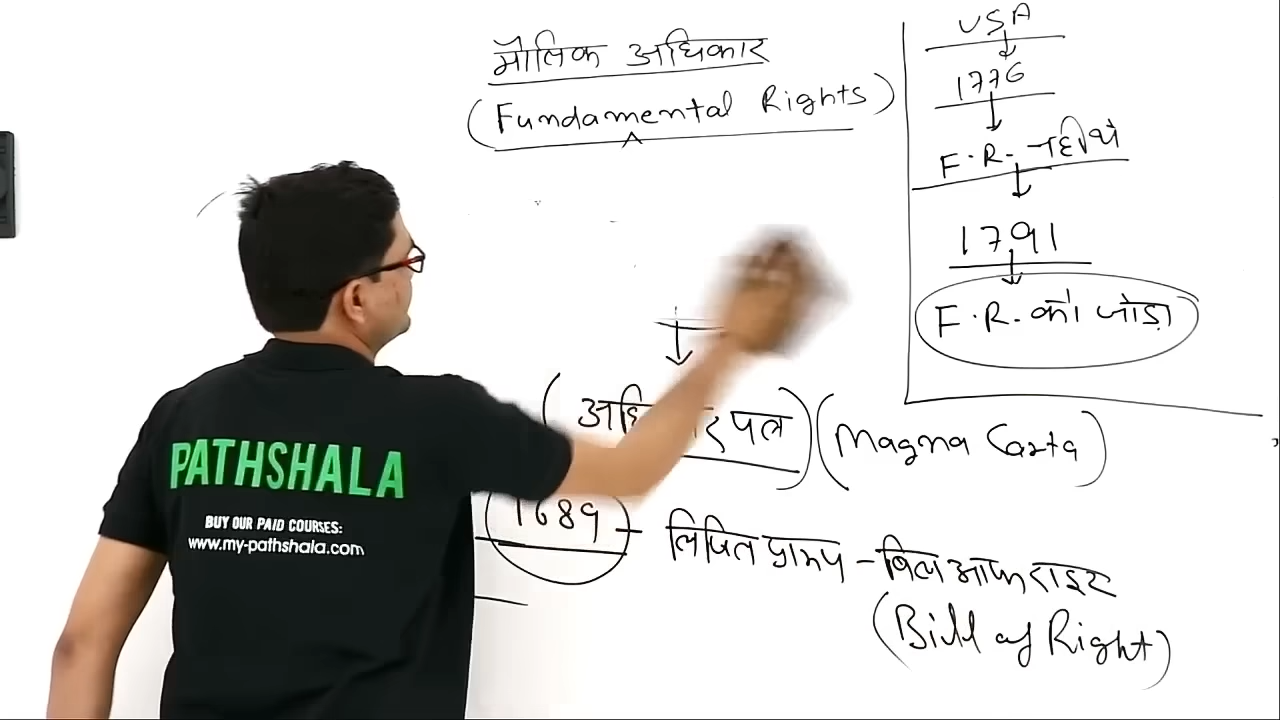 मौलिक अधिकार
(Fundamental Rights)
(Magna Carta)
1689 - लिखित प्रारूप - बिल ऑफ राइट
(Bill of Right)
USA
1776
F.R. नहीं थे
1791
F.R. को जोड़ा
PATHSHALA
BUY OUR PAID COURSES:
www.my-pathshala.com